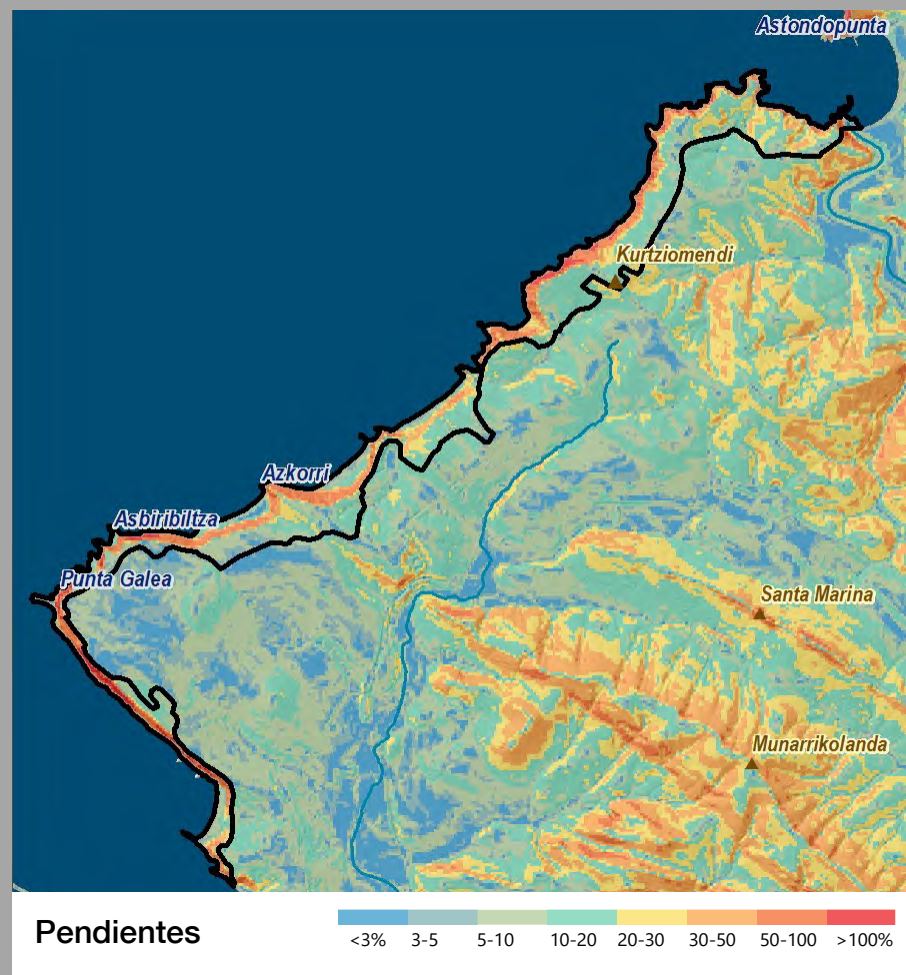 Astondopunta
Kurtziomendi
Azkorri
Asbiribiltza
Punta Galea
Santa Marina
Munarrikolanda
Pendientes
<3% 3-5 5-10 10-20 20-30 30-50 50-100 >100%